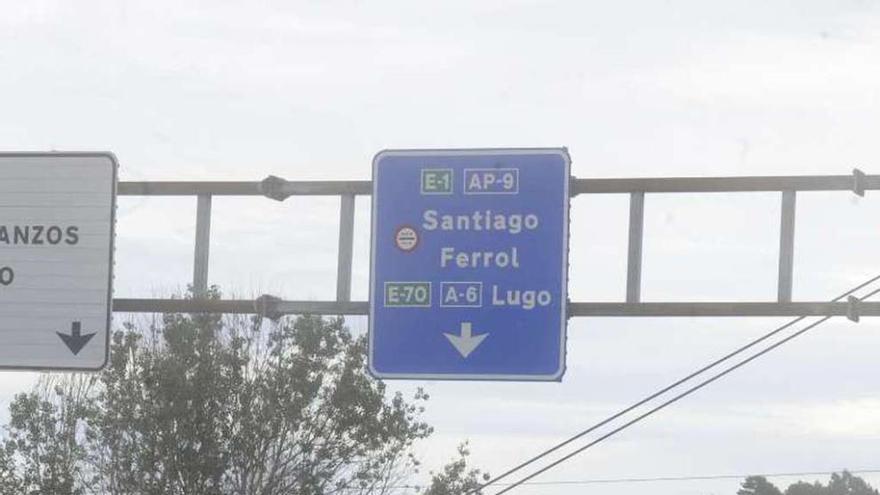 ANZOS
O
E-1 AP-9
Santiago
Ferrol
E-70 A-6 Lugo